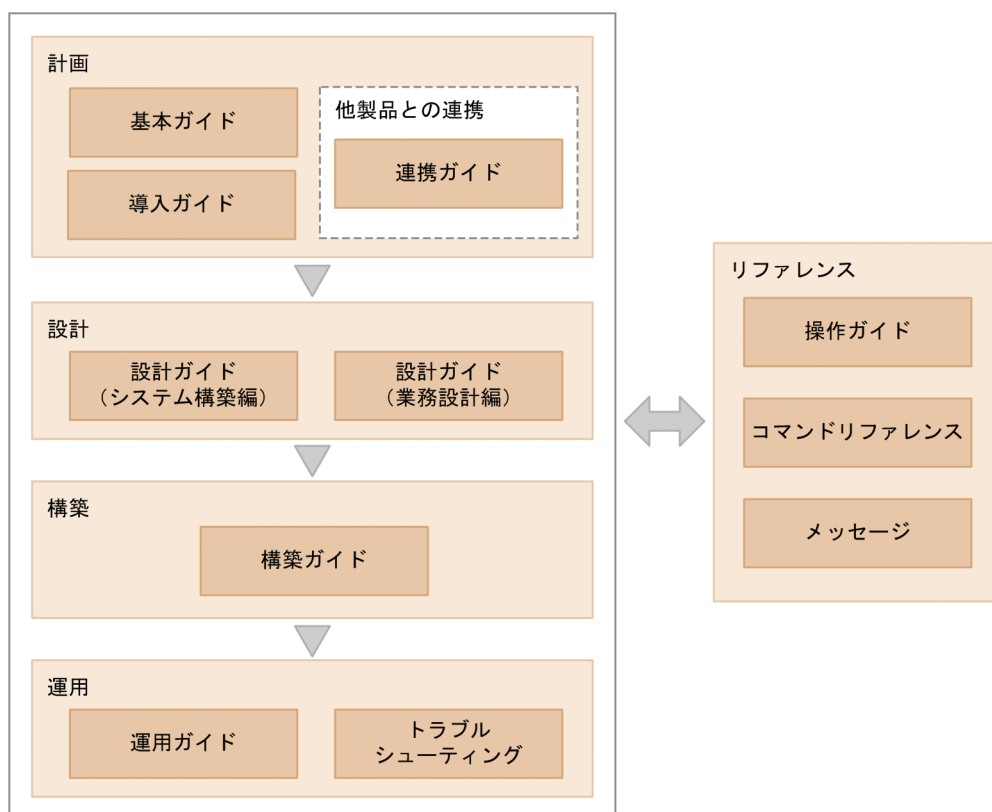 計画
基本ガイド
導入ガイド
他製品との連携
連携ガイド
設計
設計ガイド
（システム構築編）
設計ガイド
（業務設計編）
構築
構築ガイド
運用
運用ガイド
トラブル
シューティング
リファレンス
操作ガイド
コマンドリファレンス
メッセージ